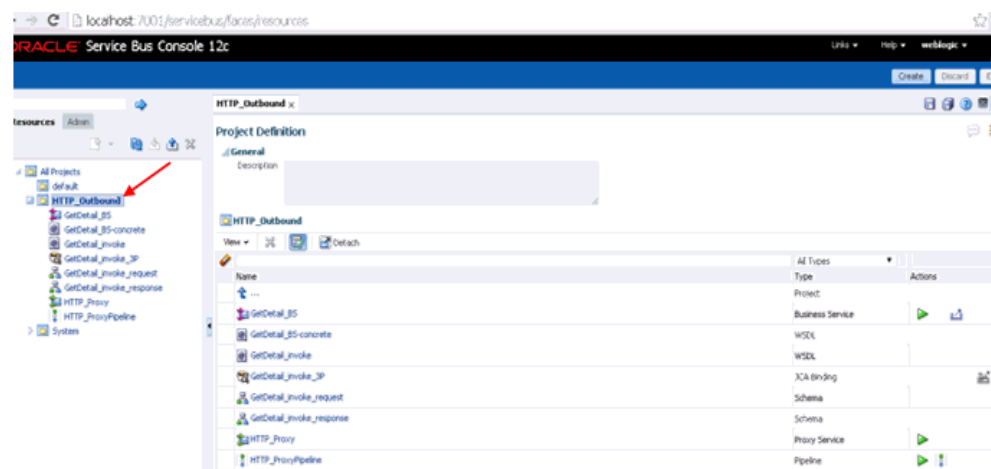 localhost:7001/servicebus/faces/resources
ORACLE Service Bus Console 12c
Links Help weblogic
Create Discard E
HTTP_Outbound x
Resources Admin
Project Definition
General
Description
All Projects
default
HTTP_Outbound
GetDetail_BS
GetDetail_BS-concrete
GetDetail_invoke
GetDetail_invoke_3P
GetDetail_invoke_request
GetDetail_invoke_response
HTTP_Proxy
HTTP_ProxyPipeline
System
HTTP_Outbound
View Detach
All Types
Name Type Actions
... Project
GetDetail_BS Business Service
GetDetail_BS-concrete WSDL
GetDetail_invoke WSDL
GetDetail_invoke_3P JCA Binding
GetDetail_invoke_request Schema
GetDetail_invoke_response Schema
HTTP_Proxy Proxy Service
HTTP_ProxyPipeline Pipeline